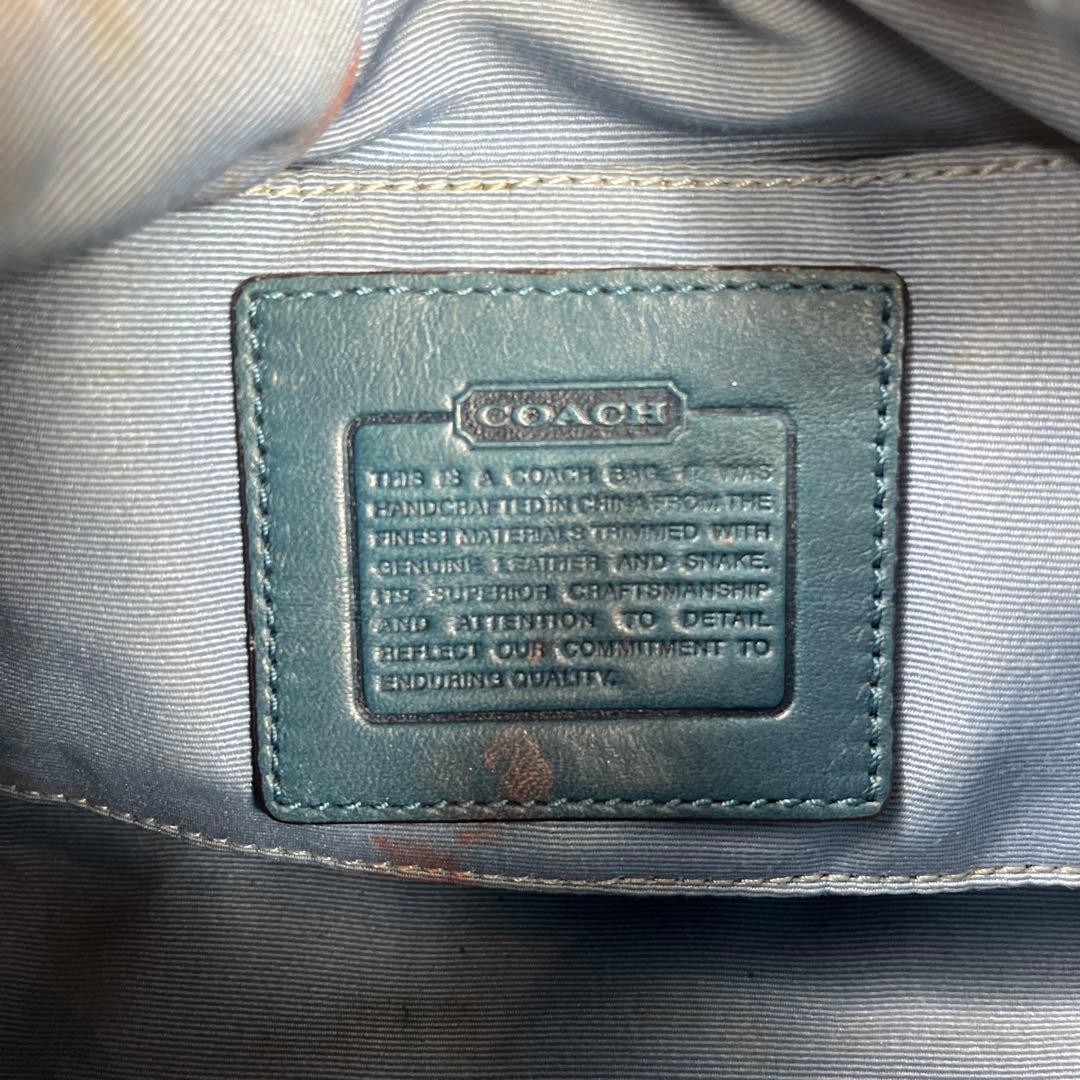 COACH
THIS IS A COACH BAG. IT WAS
HANDCRAFTED IN CHINA FROM THE
FINEST MATERIALS TRIMMED WITH
GENUINE LEATHER AND SNAKE.
ITS SUPERIOR CRAFTSMANSHIP
AND ATTENTION TO DETAIL
REFLECT OUR COMMITMENT TO
ENDURING QUALITY.